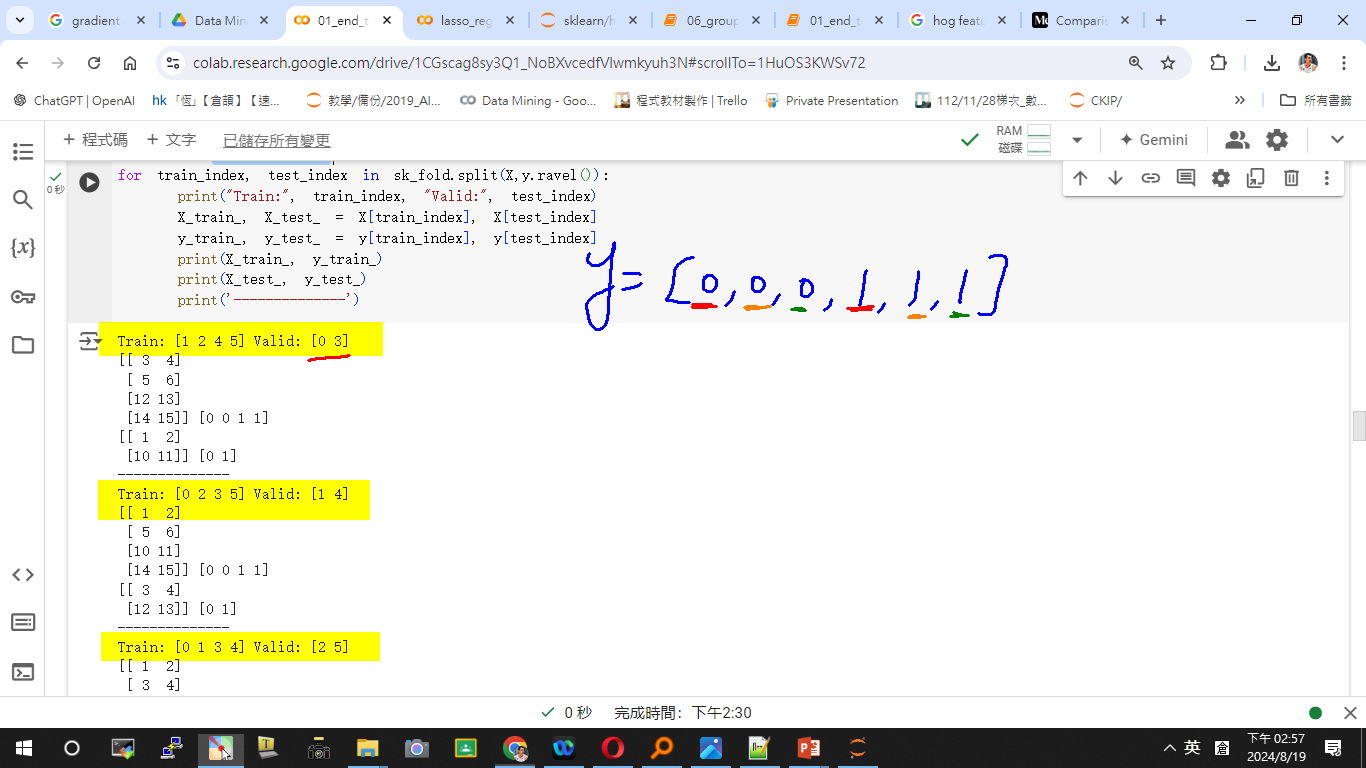 gradient
Data Min
01_end_t
lasso_reg
sklearn/h
06_group
01_end_t
hog featu
Comparis
colab.research.google.com/drive/1CGscag8sy3Q1_NoBXvcedfVlwmkyuh3N#scrollTo=1HuOS3KWSv72
ChatGPT | OpenAI
hk 「恆」【倉頡】【速...
教學/備份/2019_AI...
Data Mining - Goo...
程式教材製作 | Trello
Private Presentation
112/11/28梯次_數...
CKIP/
»
所有書籤
+ 程式碼 + 文字 已儲存所有變更
RAM
磁碟
Gemini
0 秒
for train_index, test_index in sk_fold.split(X,y.ravel()):
print("Train:", train_index, "Valid:", test_index)
X_train_, X_test_ = X[train_index], X[test_index]
y_train_, y_test_ = y[train_index], y[test_index]
print(X_train_, y_train_)
print(X_test_, y_test_)
print('--------------')
y = [0, 0, 0, 1, 1, 1]
Train: [1 2 4 5] Valid: [0 3]
[[ 3 4]
[ 5 6]
[12 13]
[14 15]] [0 0 1 1]
[[ 1 2]
[10 11]] [0 1]
--------------
Train: [0 2 3 5] Valid: [1 4]
[[ 1 2]
[ 5 6]
[10 11]
[14 15]] [0 0 1 1]
[[ 3 4]
[12 13]] [0 1]
--------------
Train: [0 1 3 4] Valid: [2 5]
[[ 1 2]
[ 3 4]
0 秒 完成時間：下午2:30
英
倉
下午 02:57
2024/8/19